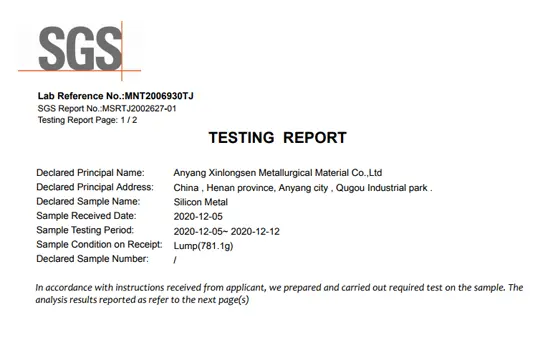 SGS
Lab Reference No.:MNT2006930TJ
SGS Report No.:MSRTJ2002627-01
Testing Report Page: 1 / 2
TESTING REPORT
Declared Principal Name: Anyang Xinlongsen Metallurgical Material Co.,Ltd
Declared Principal Address: China , Henan province, Anyang city , Qugou Industrial park .
Declared Sample Name: Silicon Metal
Sample Received Date: 2020-12-05
Sample Testing Period: 2020-12-05~ 2020-12-12
Sample Condition on Receipt: Lump(781.1g)
Declared Sample Number: /
In accordance with instructions received from applicant, we prepared and carried out required test on the sample. The
analysis results reported as refer to the next page(s)